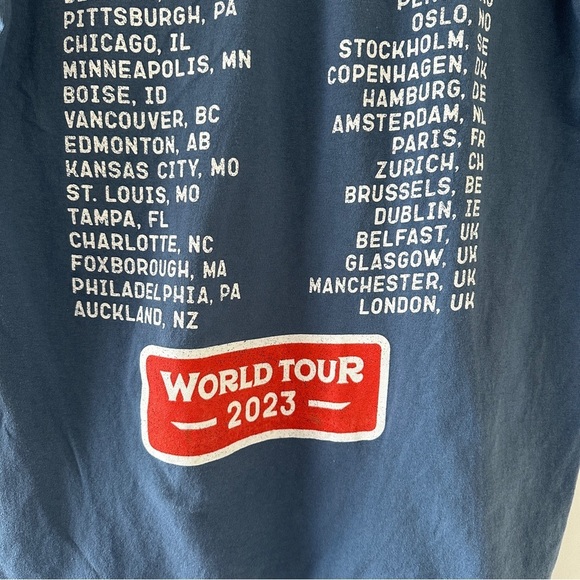 PITTSBURGH, PA
CHICAGO, IL
MINNEAPOLIS, MN
BOISE, ID
VANCOUVER, BC
EDMONTON, AB
KANSAS CITY, MO
ST. LOUIS, MO
TAMPA, FL
CHARLOTTE, NC
FOXBOROUGH, MA
PHILADELPHIA, PA
AUCKLAND, NZ
OSLO, NO
STOCKHOLM, SE
COPENHAGEN, DK
HAMBURG, DE
AMSTERDAM, NL
PARIS, FR
ZURICH, CH
BRUSSELS, BE
DUBLIN, IE
BELFAST, UK
GLASGOW, UK
MANCHESTER, UK
LONDON, UK
WORLD TOUR
2023